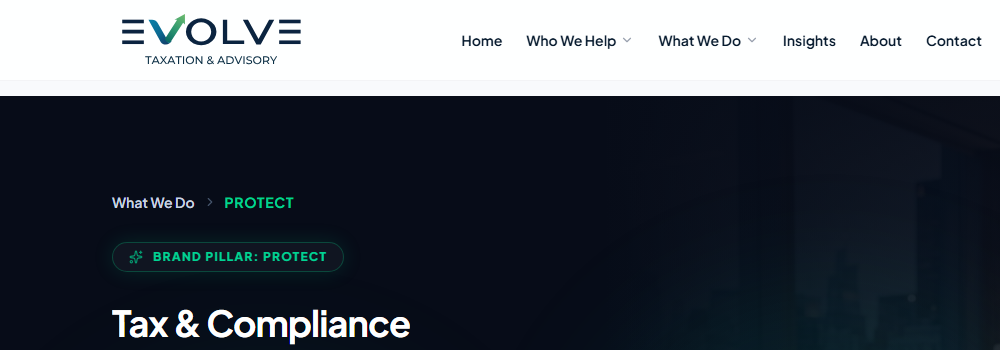 EVOLVE
TAXATION & ADVISORY
Home Who We Help What We Do Insights About Contact
What We Do > PROTECT
BRAND PILLAR: PROTECT
Tax & Compliance